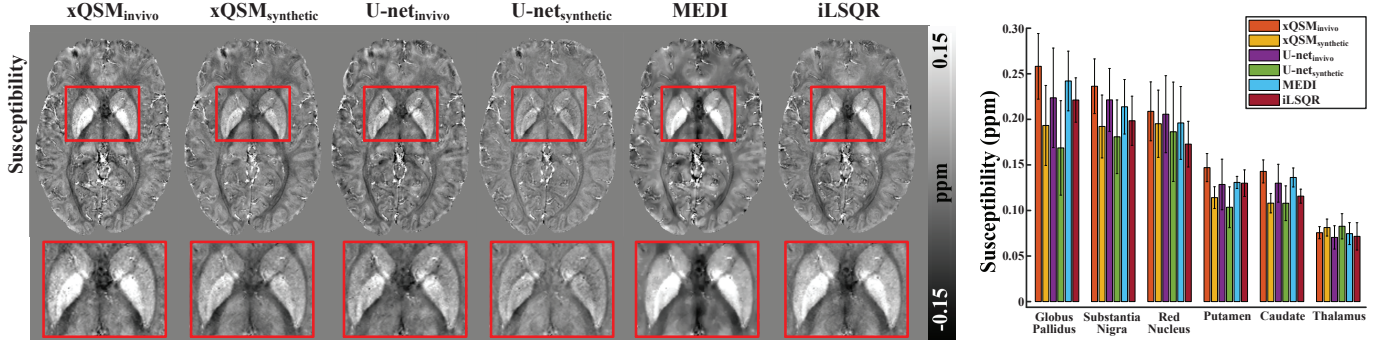 xQSMinvivo xQSMsynthetic U-netinvivo U-netsynthetic MEDI iLSQR
Susceptibility
0.15
ppm
-0.15
Susceptibility (ppm)
0.30
0.25
0.20
0.15
0.10
0.05
0
xQSMinvivo
xQSMsynthetic
U-netinvivo
U-netsynthetic
MEDI
iLSQR
Globus Substantia Red Putamen Caudate Thalamus
Pallidus Nigra Nucleus